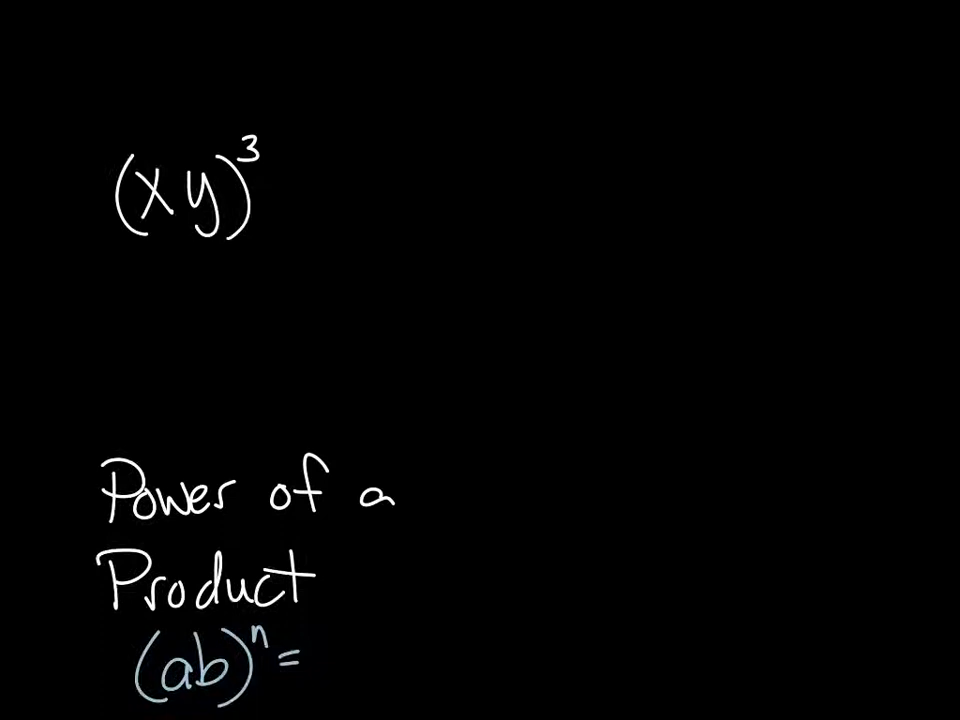 (xy)³
Power of a
Product
(ab)ⁿ =